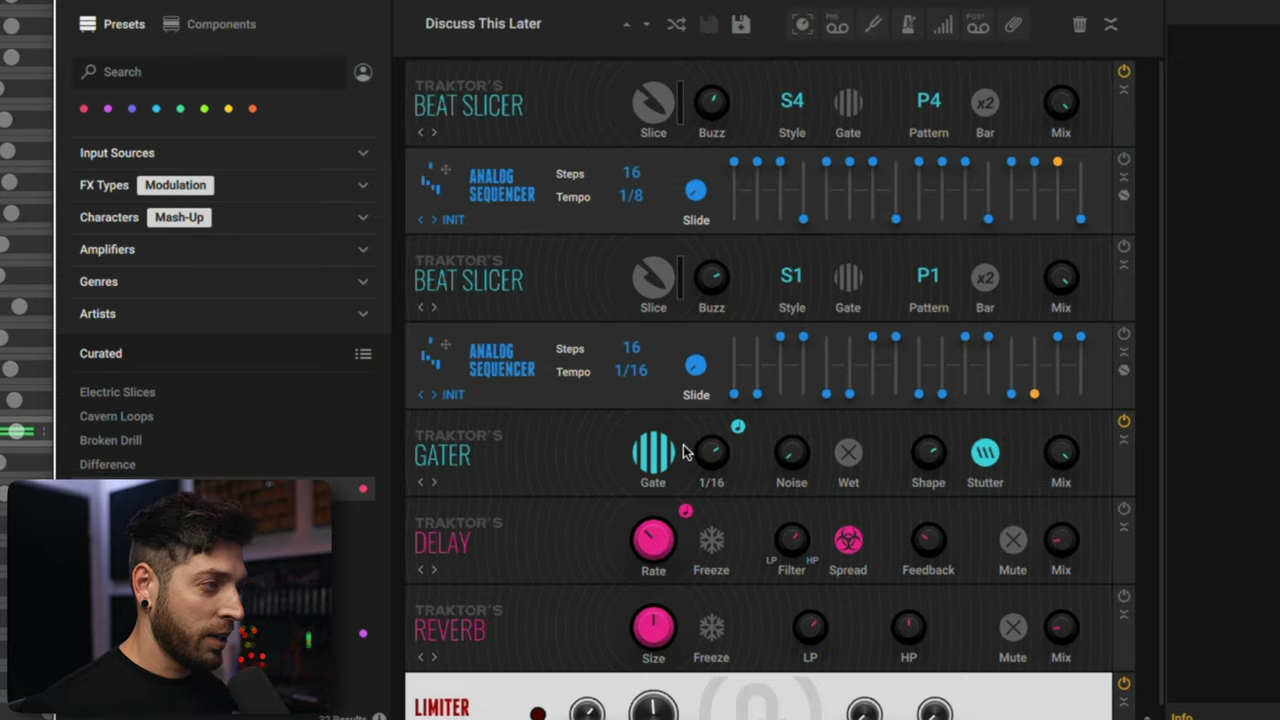 Presets
Components
Discuss This Later
PRE
POST
Search
Input Sources
FX Types Modulation
Characters Mash-Up
Amplifiers
Genres
Artists
Curated
Electric Slices
Cavern Loops
Broken Drill
Difference
TRAKTOR'S
BEAT SLICER
Slice
Buzz
S4
Style
Gate
P4
Pattern
x2
Bar
Mix
ANALOG
SEQUENCER
INIT
Steps 16
Tempo 1/8
Slide
TRAKTOR'S
BEAT SLICER
Slice
Buzz
S1
Style
Gate
P1
Pattern
x2
Bar
Mix
ANALOG
SEQUENCER
INIT
Steps 16
Tempo 1/16
Slide
TRAKTOR'S
GATER
Gate
1/16
Noise
Wet
Shape
Stutter
Mix
TRAKTOR'S
DELAY
Rate
Freeze
LP HP
Filter
Spread
Feedback
Mute
Mix
TRAKTOR'S
REVERB
Size
Freeze
LP
HP
Mute
Mix
LIMITER
Info